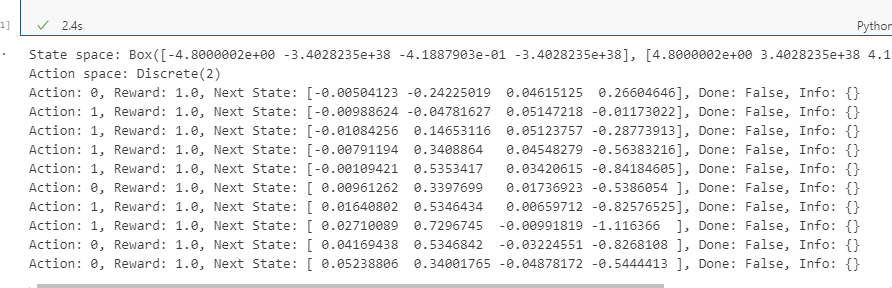 1]
2.4s
Python
State space: Box([-4.8000002e+00 -3.4028235e+38 -4.1887903e-01 -3.4028235e+38], [4.8000002e+00 3.4028235e+38 4.1
Action space: Discrete(2)
Action: 0, Reward: 1.0, Next State: [-0.00504123 -0.24225019  0.04615125  0.26604646], Done: False, Info: {}
Action: 1, Reward: 1.0, Next State: [-0.00988624 -0.04781627  0.05147218 -0.01173022], Done: False, Info: {}
Action: 1, Reward: 1.0, Next State: [-0.01084256  0.14653116  0.05123757 -0.28773913], Done: False, Info: {}
Action: 1, Reward: 1.0, Next State: [-0.00791194  0.3408864   0.04548279 -0.56383216], Done: False, Info: {}
Action: 1, Reward: 1.0, Next State: [-0.00109421  0.5353417   0.03420615 -0.84184605], Done: False, Info: {}
Action: 0, Reward: 1.0, Next State: [ 0.00961262  0.3397699   0.01736923 -0.5386054 ], Done: False, Info: {}
Action: 1, Reward: 1.0, Next State: [ 0.01640802  0.5346434   0.00659712 -0.82576525], Done: False, Info: {}
Action: 1, Reward: 1.0, Next State: [ 0.02710089  0.7296745  -0.00991819 -1.116366  ], Done: False, Info: {}
Action: 0, Reward: 1.0, Next State: [ 0.04169438  0.5346842  -0.03224551 -0.8268108 ], Done: False, Info: {}
Action: 0, Reward: 1.0, Next State: [ 0.05238806  0.34001765 -0.04878172 -0.5444413 ], Done: False, Info: {}